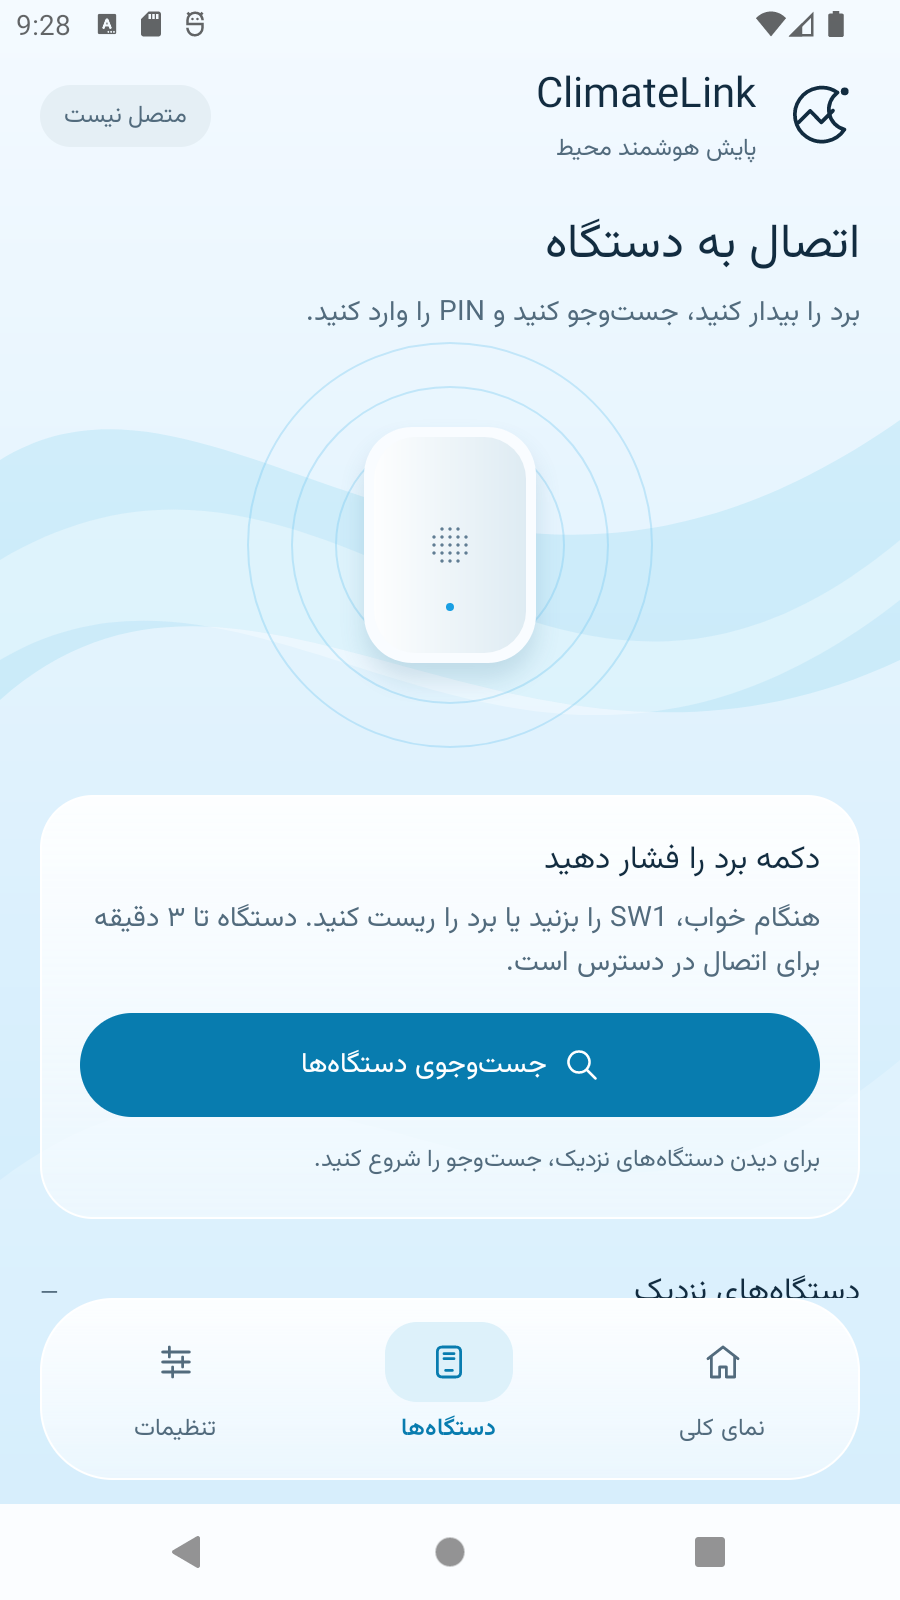 9:28
ClimateLink
پایش هوشمند محیط
متصل نیست
اتصال به دستگاه
برد را بیدار کنید، جست‌وجو کنید و PIN را وارد کنید.
دکمه برد را فشار دهید
هنگام خواب، SW1 را بزنید یا برد را ریست کنید. دستگاه تا ۳ دقیقه
برای اتصال در دسترس است.
جست‌وجوی دستگاه‌ها
برای دیدن دستگاه‌های نزدیک، جست‌وجو را شروع کنید.
دستگاه‌های نزدیک
–
نمای کلی
دستگاه‌ها
تنظیمات